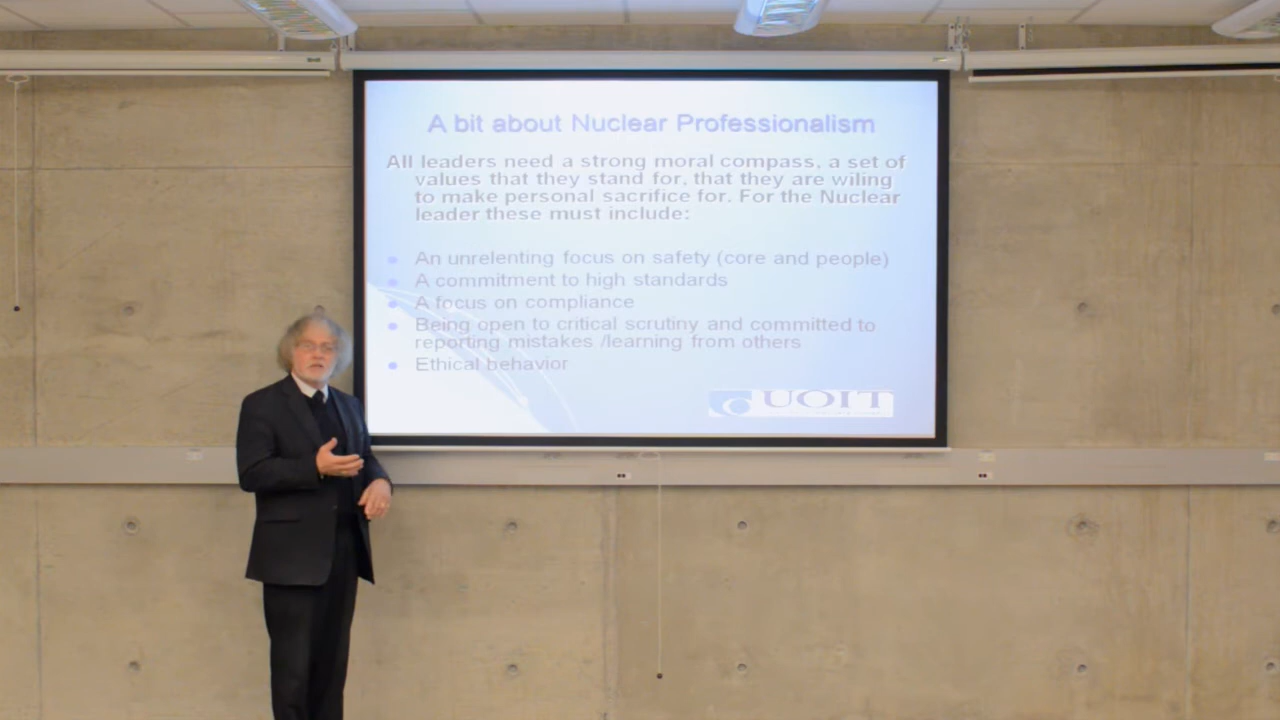 A bit about Nuclear Professionalism
All leaders need a strong moral compass, a set of
values that they stand for, that they are wiling
to make personal sacrifice for. For the Nuclear
leader these must include:
An unrelenting focus on safety (core and people)
A commitment to high standards
A focus on compliance
Being open to critical scrutiny and committed to
reporting mistakes /learning from others
Ethical behavior
UOIT